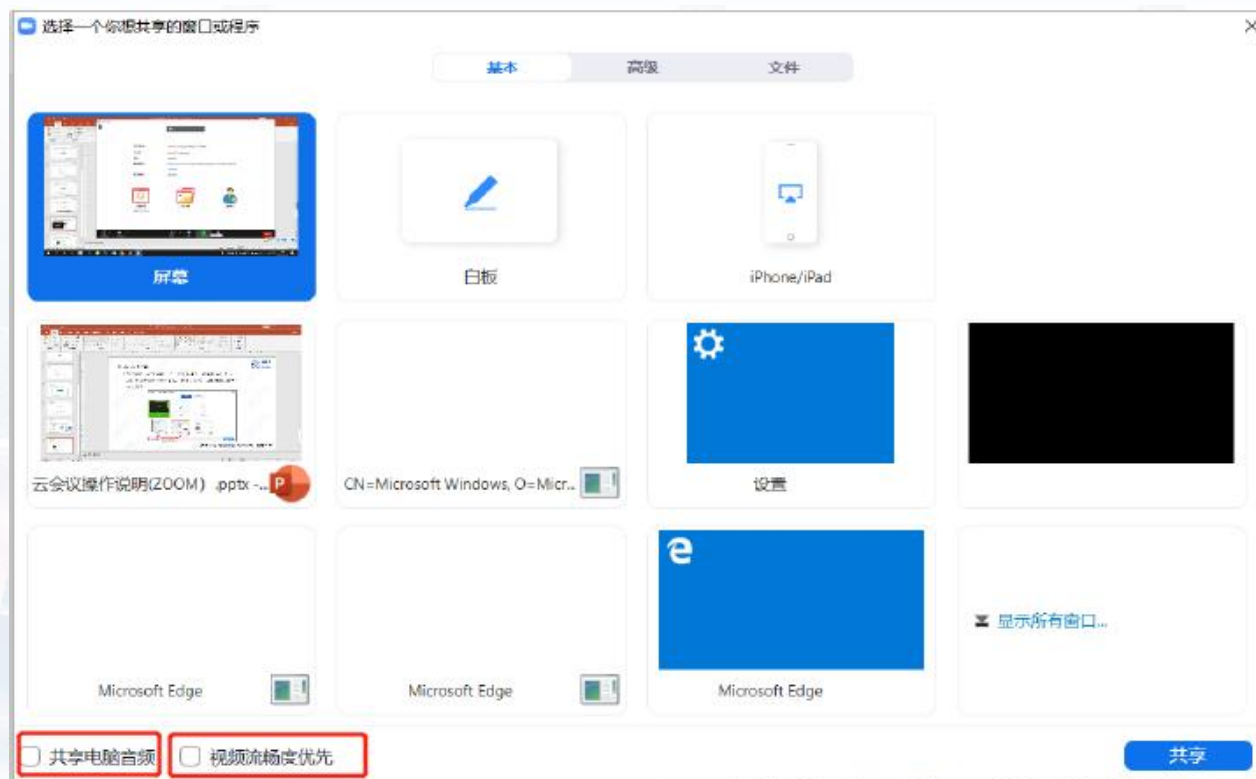 选择一个你想共享的窗口或程序
基本
高级
文件
屏幕
白板
iPhone/iPad
云会议操作说明(ZOOM) .pptx -...
CN=Microsoft Windows, O=Micr...
设置
Microsoft Edge
Microsoft Edge
Microsoft Edge
显示所有窗口...
共享电脑音频
视频流畅度优先
共享